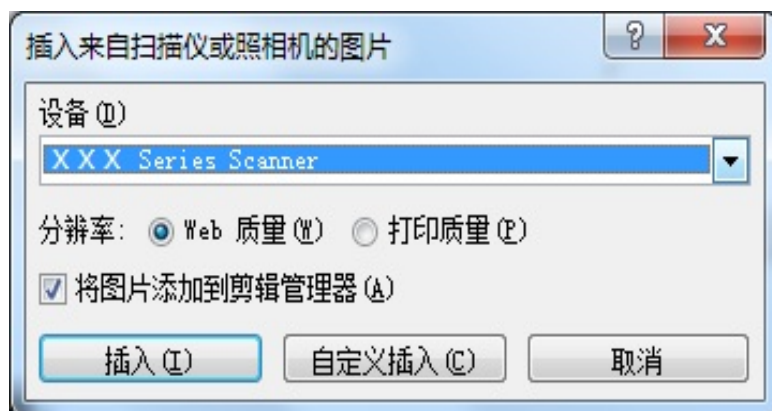 插入来自扫描仪或照相机的图片
设备(D)
XXX Series Scanner
分辨率: Web 质量(W) 打印质量(P)
将图片添加到剪辑管理器(A)
插入(I) 自定义插入(C) 取消